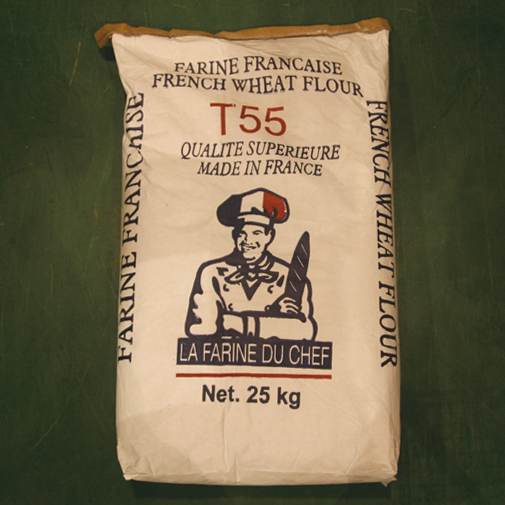 FARINE FRANCAISE
FRENCH WHEAT FLOUR
T55
QUALITE SUPERIEURE
MADE IN FRANCE
FARINE FRANCAISE
FRENCH WHEAT FLOUR
LA FARINE DU CHEF
Net. 25 kg